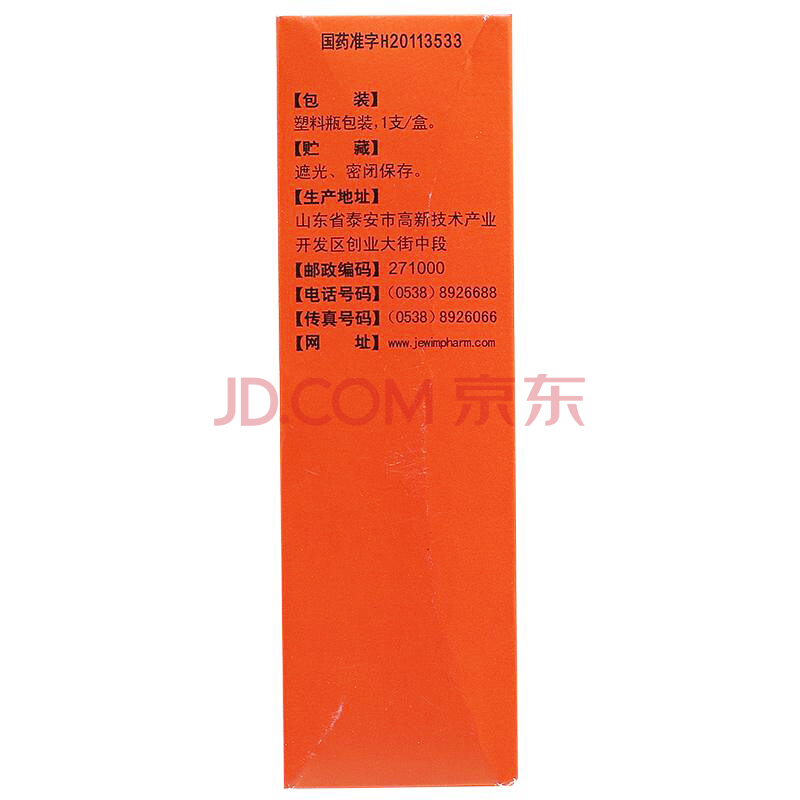 国药准字H20113533
【包 装】
塑料瓶包装,1支/盒。
【贮 藏】
遮光、密闭保存。
【生产地址】
山东省泰安市高新技术产业
开发区创业大街中段
【邮政编码】271000
【电话号码】(0538)8926688
【传真号码】(0538)8926066
【网 址】www.jewimpharm.com
JD.COM 京东